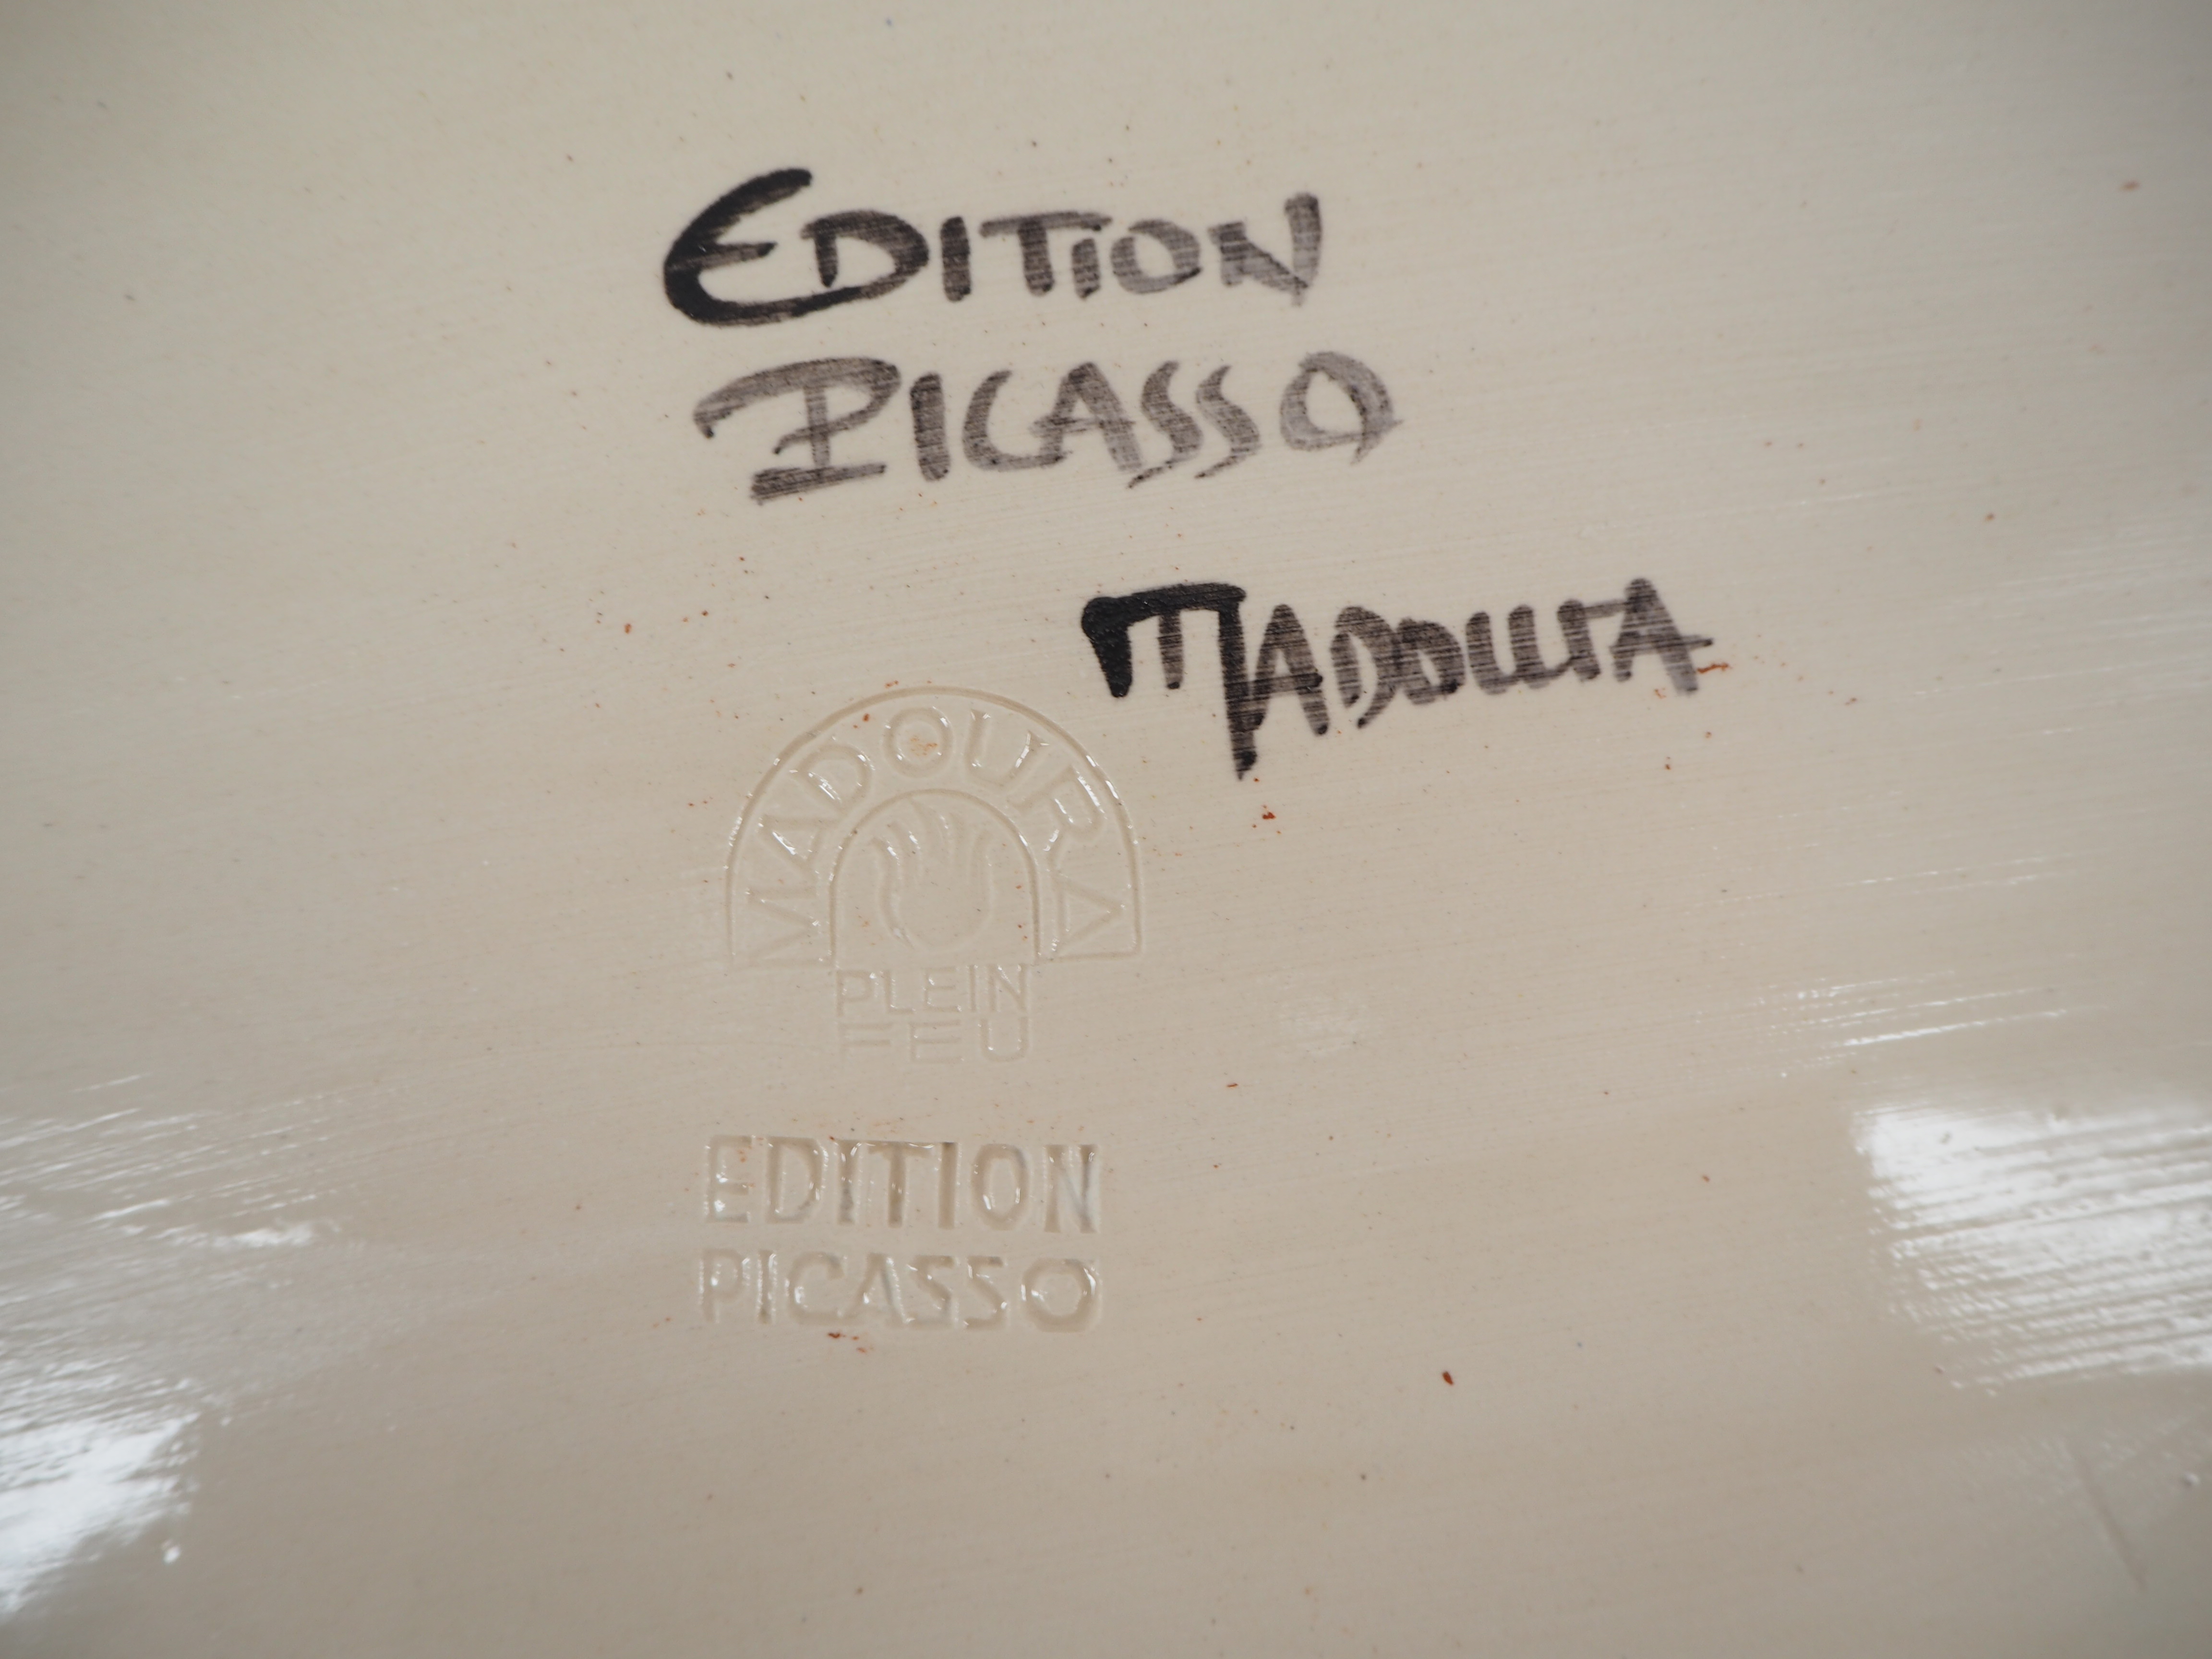 EDITION
PICASSO
MADOURA
MADOURA
PLEIN
FEU
EDITION
PICASSO